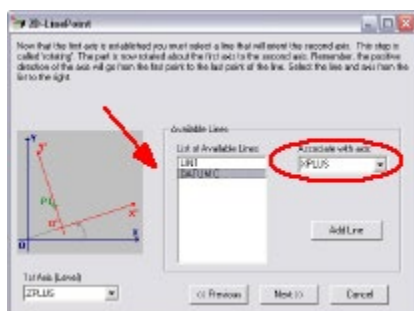 2D-LinePoint
Now that the first axis is established you must select a line that will orient the second axis. This step is
called "rotating". The part is now rotated about the first axis to the second axis. Remember, the positive
direction of the axis will go from the first point to the last point of the line. Select the line and axis from the
list to the right.
Available Lines
List of Available Lines:
Associate with axis:
LIN1
DATUM C
XPLUS
Y
Y'
P1
X'
X
0
Add Line
1st Axis (Level)
ZPLUS
<< Previous
Next >>
Cancel